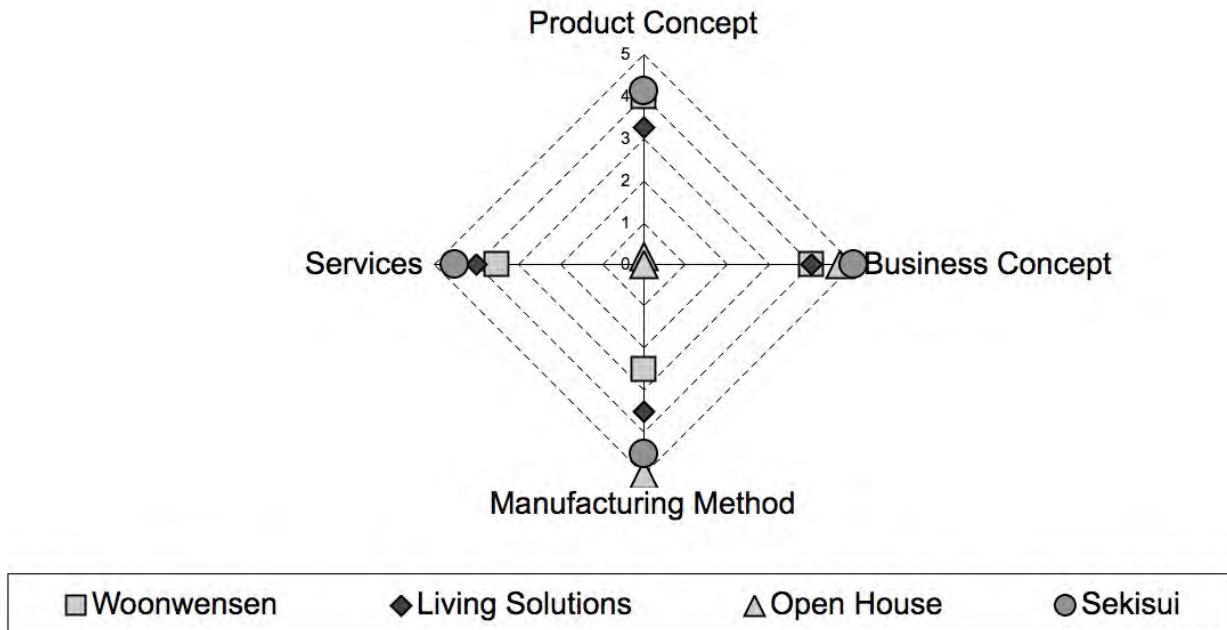 Product Concept
5
4
3
2
1
0
Services
Business Concept
Manufacturing Method
Woonwensen Living Solutions Open House Sekisui